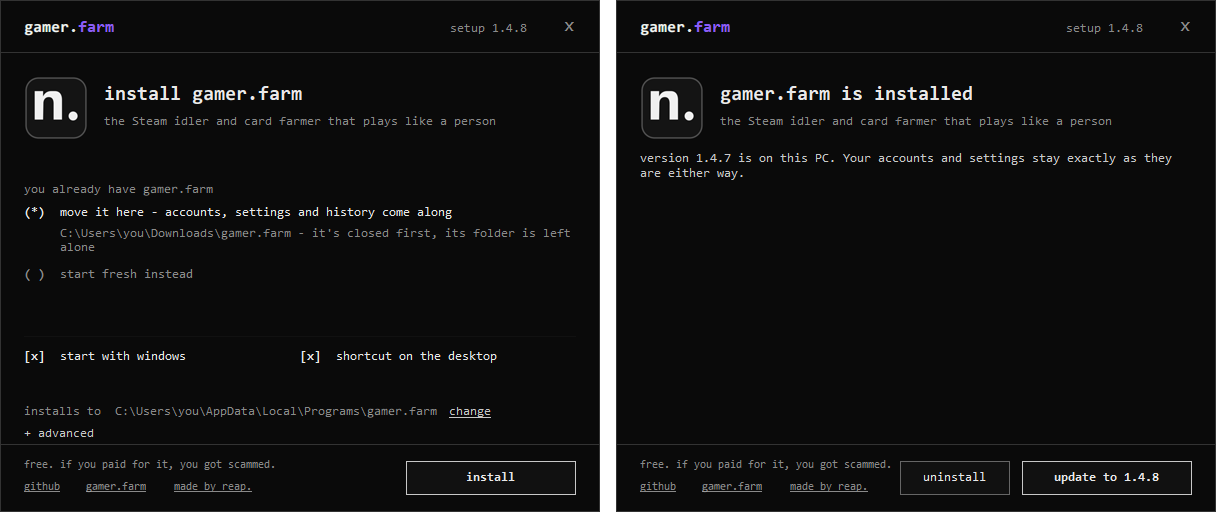 gamer.farm
setup 1.4.8
X
n.
install gamer.farm
the Steam idler and card farmer that plays like a person
you already have gamer.farm
(*) move it here - accounts, settings and history come along
C:\Users\you\Downloads\gamer.farm - it's closed first, its folder is left
alone
( ) start fresh instead
[x] start with windows
[x] shortcut on the desktop
installs to C:\Users\you\AppData\Local\Programs\gamer.farm change
+ advanced
free. if you paid for it, you got scammed.
github gamer.farm made by reap.
install
gamer.farm
setup 1.4.8
X
n.
gamer.farm is installed
the Steam idler and card farmer that plays like a person
version 1.4.7 is on this PC. Your accounts and settings stay exactly as they
are either way.
free. if you paid for it, you got scammed.
github gamer.farm made by reap.
uninstall
update to 1.4.8